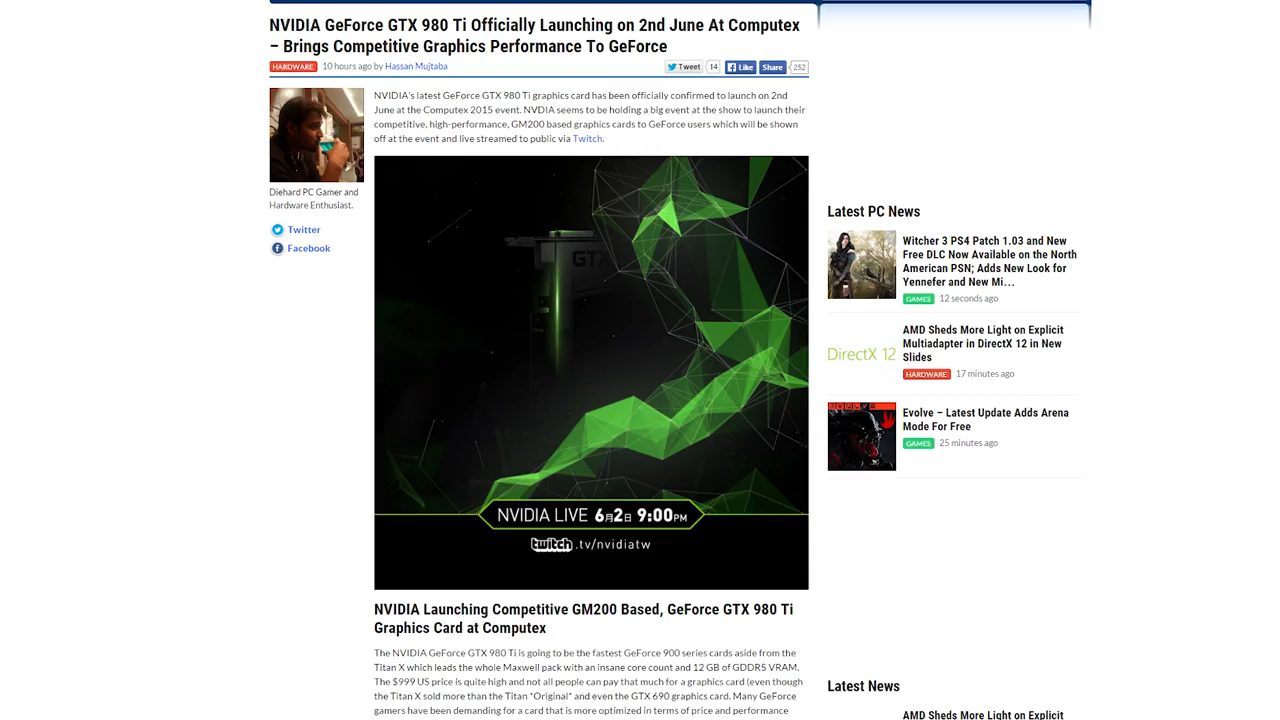 NVIDIA GeForce GTX 980 Ti Officially Launching on 2nd June At Computex
– Brings Competitive Graphics Performance To GeForce
HARDWARE 10 hours ago by Hassan Mujtaba
Tweet 14 Like Share 252
Diehard PC Gamer and
Hardware Enthusiast.
Twitter
Facebook
NVIDIA's latest GeForce GTX 980 Ti graphics card has been officially confirmed to launch on 2nd
June at the Computex 2015 event. NVDIA seems to be holding a big event at the show to launch their
competitive, high-performance, GM200 based graphics cards to GeForce users which will be shown
off at the event and live streamed to public via Twitch.
GTX
NVIDIA LIVE 6月2日 9:00PM
twitch.tv/nvidiatw
NVIDIA Launching Competitive GM200 Based, GeForce GTX 980 Ti
Graphics Card at Computex
The NVIDIA GeForce GTX 980 Ti is going to be the fastest GeForce 900 series cards aside from the
Titan X which leads the whole Maxwell pack with an insane core count and 12 GB of GDDR5 VRAM.
The $999 US price is quite high and not all people can pay that much for a graphics card (even though
the Titan X sold more than the Titan *Original* and even the GTX 690 graphics card. Many GeForce
gamers have been demanding for a card that is more optimized in terms of price and performance
Latest PC News
Witcher 3 PS4 Patch 1.03 and New
Free DLC Now Available on the North
American PSN; Adds New Look for
Yennefer and New Mi...
GAMES 12 seconds ago
DirectX 12
AMD Sheds More Light on Explicit
Multiadapter in DirectX 12 in New
Slides
HARDWARE 17 minutes ago
Evolve – Latest Update Adds Arena
Mode For Free
GAMES 25 minutes ago
Latest News
AMD Sheds More Light on Explicit